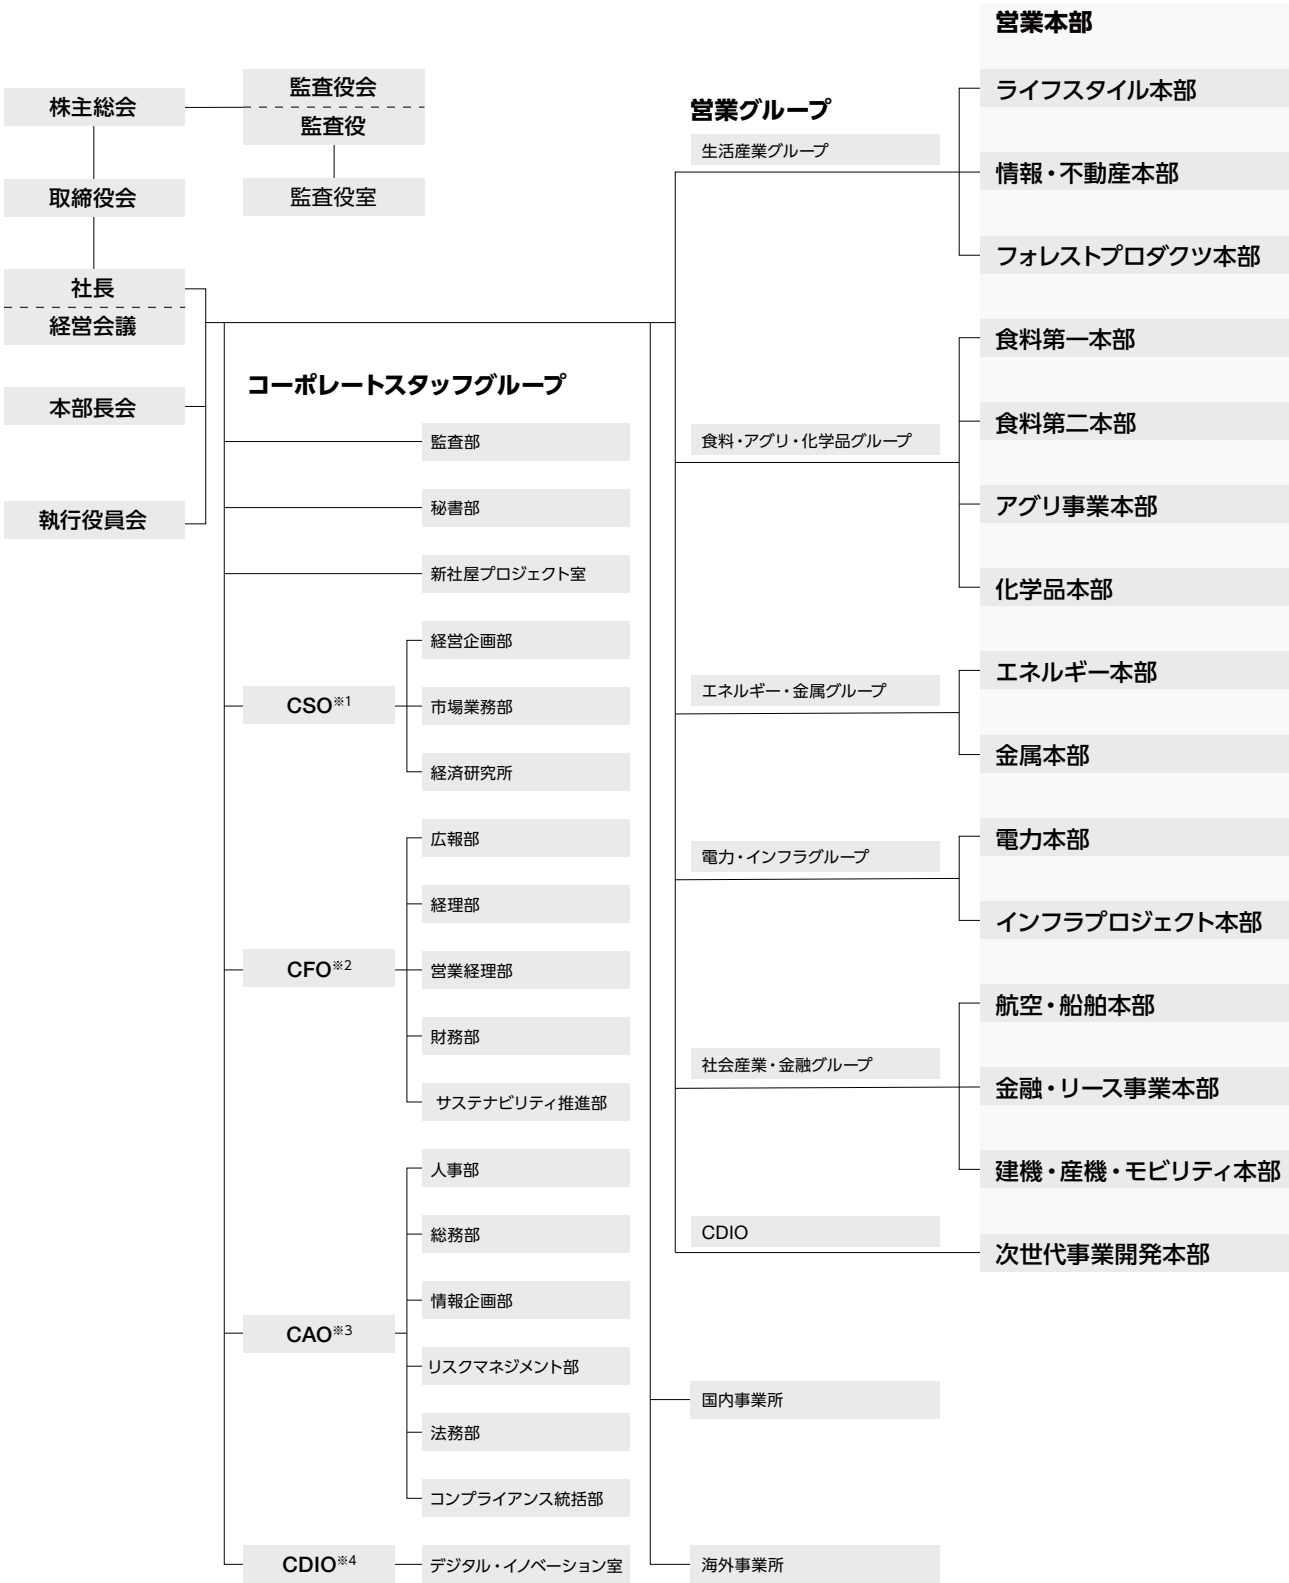 株主総会
監査役会
監査役
監査役室
取締役会
社長
経営会議
本部長会
執行役員会
コーポレートスタッフグループ
監査部
秘書部
新社屋プロジェクト室
CSO※1
経営企画部
市場業務部
経済研究所
CFO※2
広報部
経理部
営業経理部
財務部
サステナビリティ推進部
CAO※3
人事部
総務部
情報企画部
リスクマネジメント部
法務部
コンプライアンス統括部
CDIO※4
デジタル・イノベーション室
営業グループ
営業本部
生活産業グループ
ライフスタイル本部
情報・不動産本部
フォレストプロダクツ本部
食料・アグリ・化学品グループ
食料第一本部
食料第二本部
アグリ事業本部
化学品本部
エネルギー・金属グループ
エネルギー本部
金属本部
電力・インフラグループ
電力本部
インフラプロジェクト本部
社会産業・金融グループ
航空・船舶本部
金融・リース事業本部
建機・産機・モビリティ本部
CDIO
次世代事業開発本部
国内事業所
海外事業所